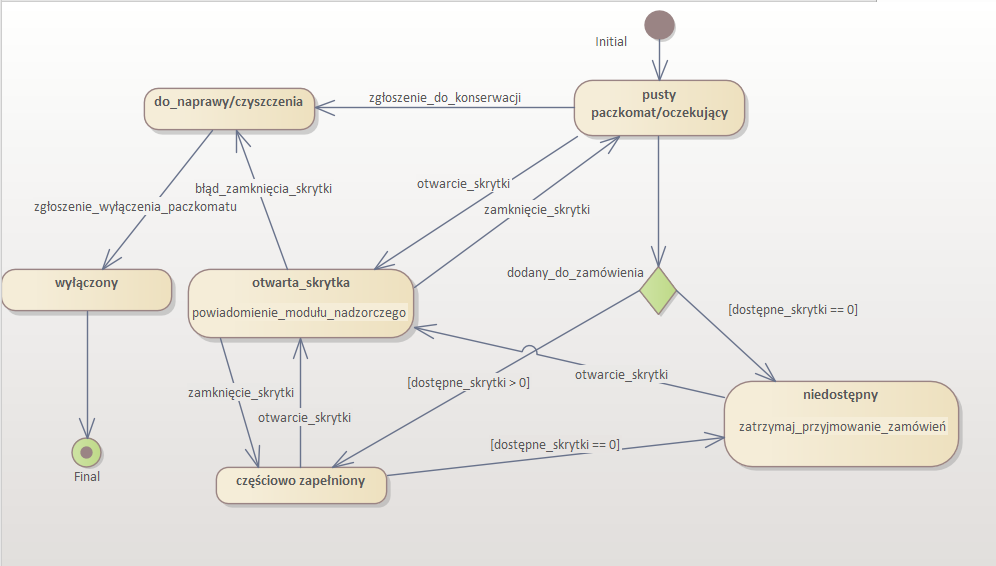 Initial
do_naprawy/czyszczenia
zgłoszenie_do_konserwacji
pusty
paczkomat/oczekujący
otwarcie_skrytki
błąd_zamknięcia_skrytki
zgłoszenie_wyłączenia_paczkomatu
zamknięcie_skrytki
wyłączony
otwarta_skrytka
powiadomienie_modułu_nadzorczego
dodany_do_zamówienia
[dostępne_skrytki == 0]
[dostępne_skrytki > 0]
otwarcie_skrytki
zamknięcie_skrytki
otwarcie_skrytki
niedostępny
zatrzymaj_przyjmowanie_zamówień
[dostępne_skrytki == 0]
Final
częściowo zapełniony